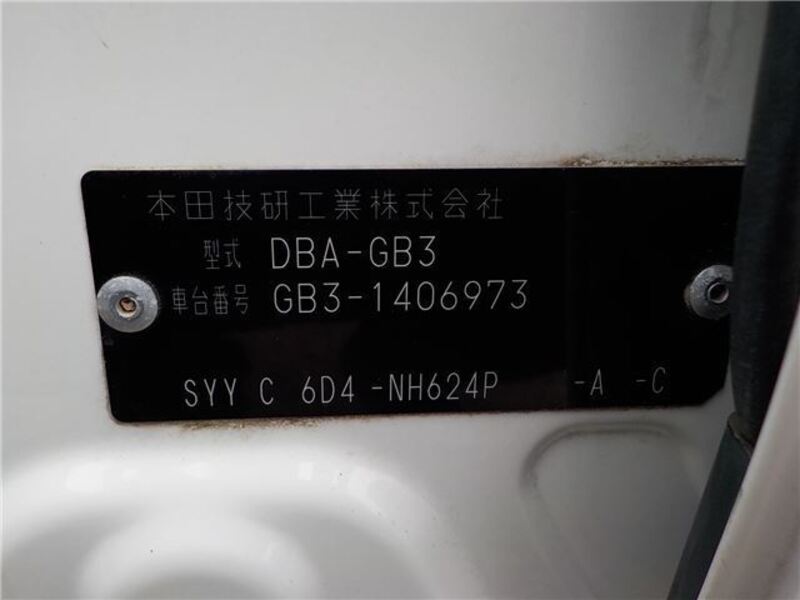 本田技研工業株式会社
型式 DBA-GB3
車台番号 GB3-1406973
SYY C 6D4 -NH624P -A -C